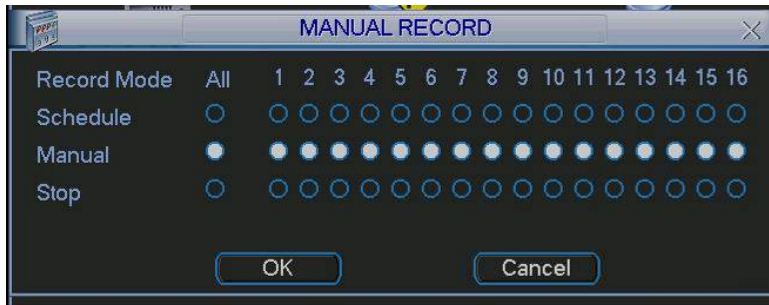 MANUAL RECORD
Record Mode All 1 2 3 4 5 6 7 8 9 10 11 12 13 14 15 16
Schedule
Manual
Stop
OK Cancel